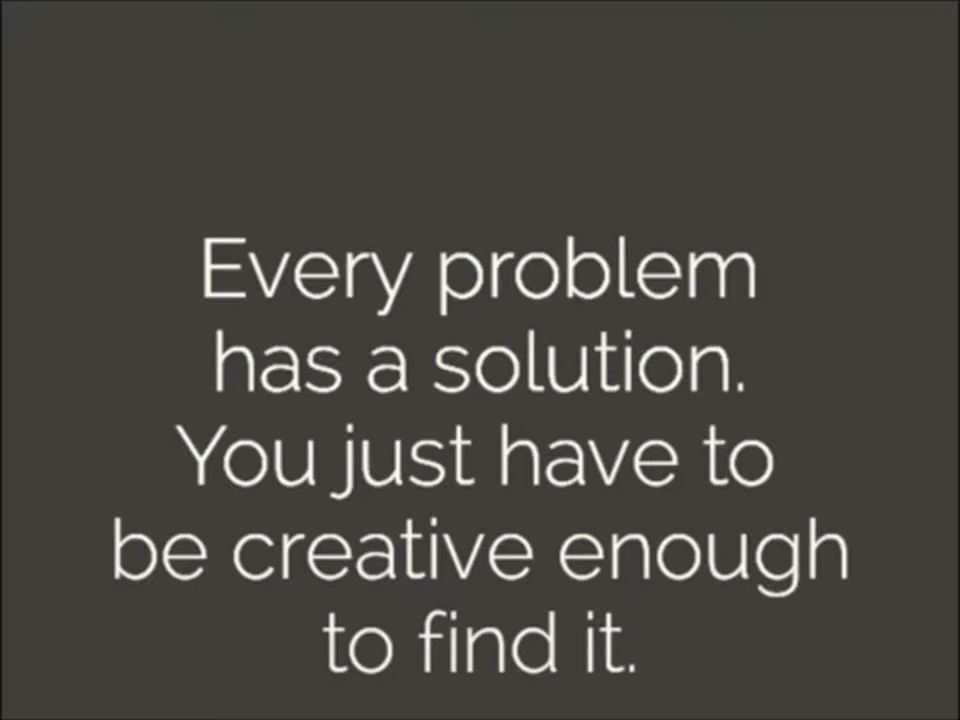 Every problem
has a solution.
You just have to
be creative enough
to find it.